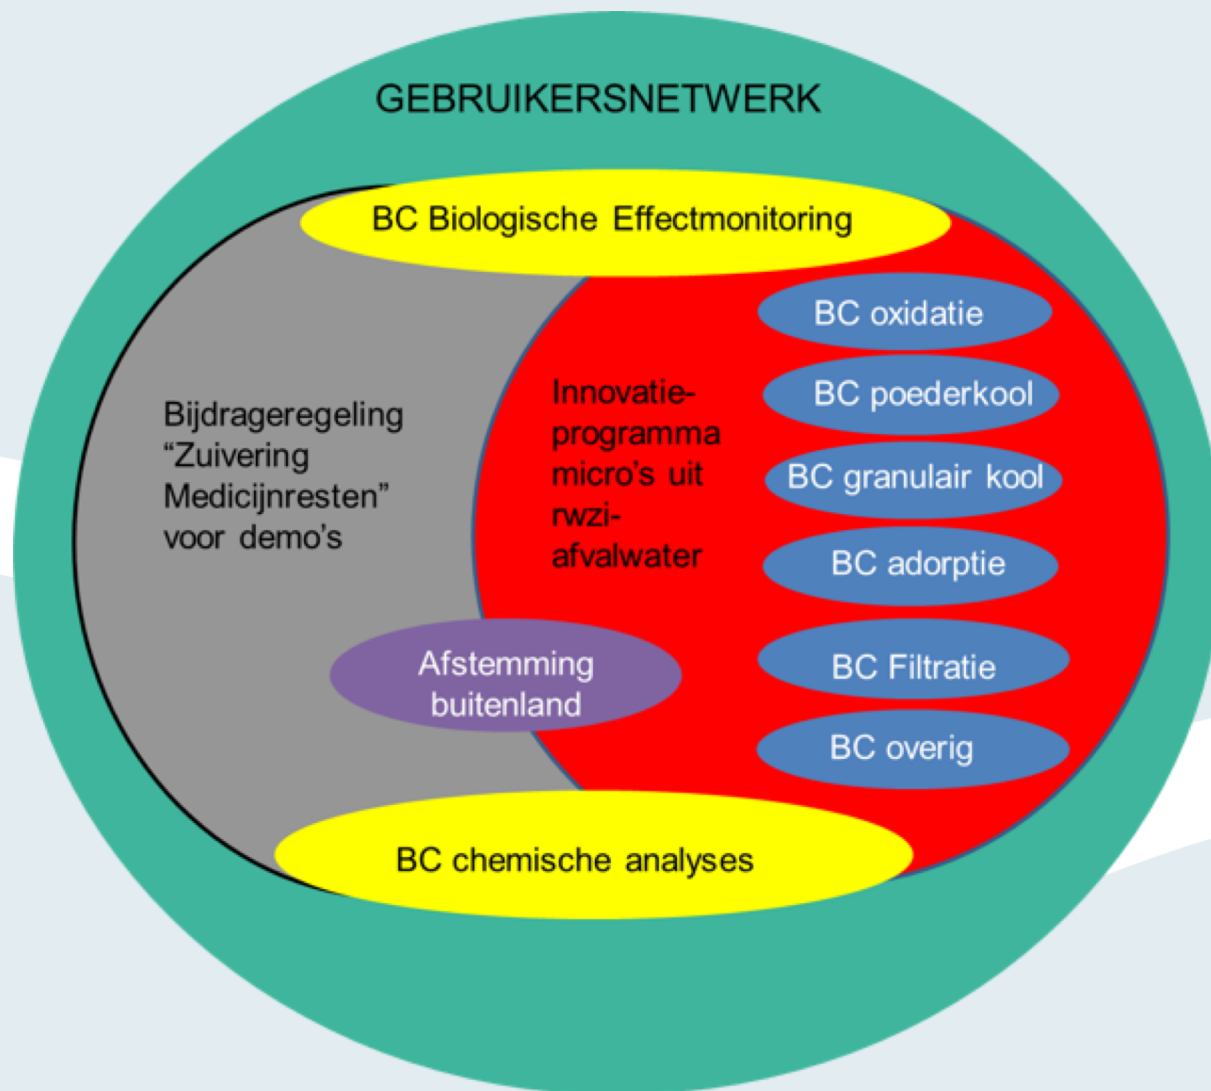 GEBRUIKERSNETWERK
BC Biologische Effectmonitoring
Bijdrageregeling
“Zuivering
Medicijnresten”
voor demo’s
Innovatie-
programma
micro’s uit
rwzi-
afvalwater
BC oxidatie
BC poederkool
BC granulair kool
BC adorptie
BC Filtratie
BC overig
Afstemming
buitenland
BC chemische analyses